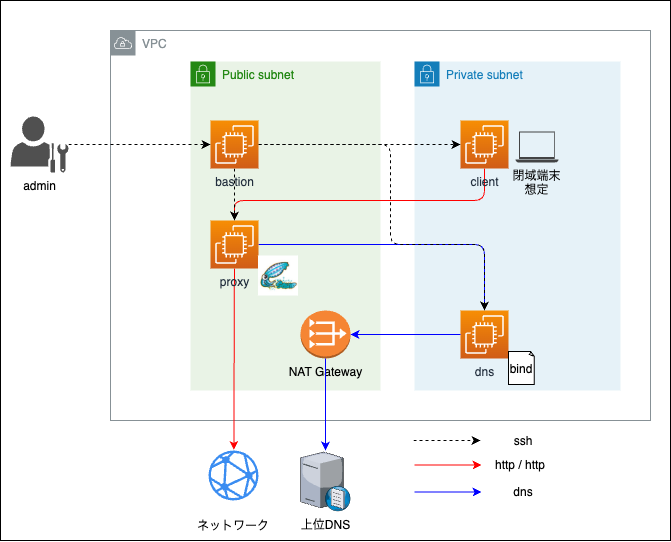 VPC
Public subnet
Private subnet
admin
bastion
client
閉域端末
想定
proxy
NAT Gateway
dns
bind
ssh
http / http
dns
ネットワーク
上位DNS